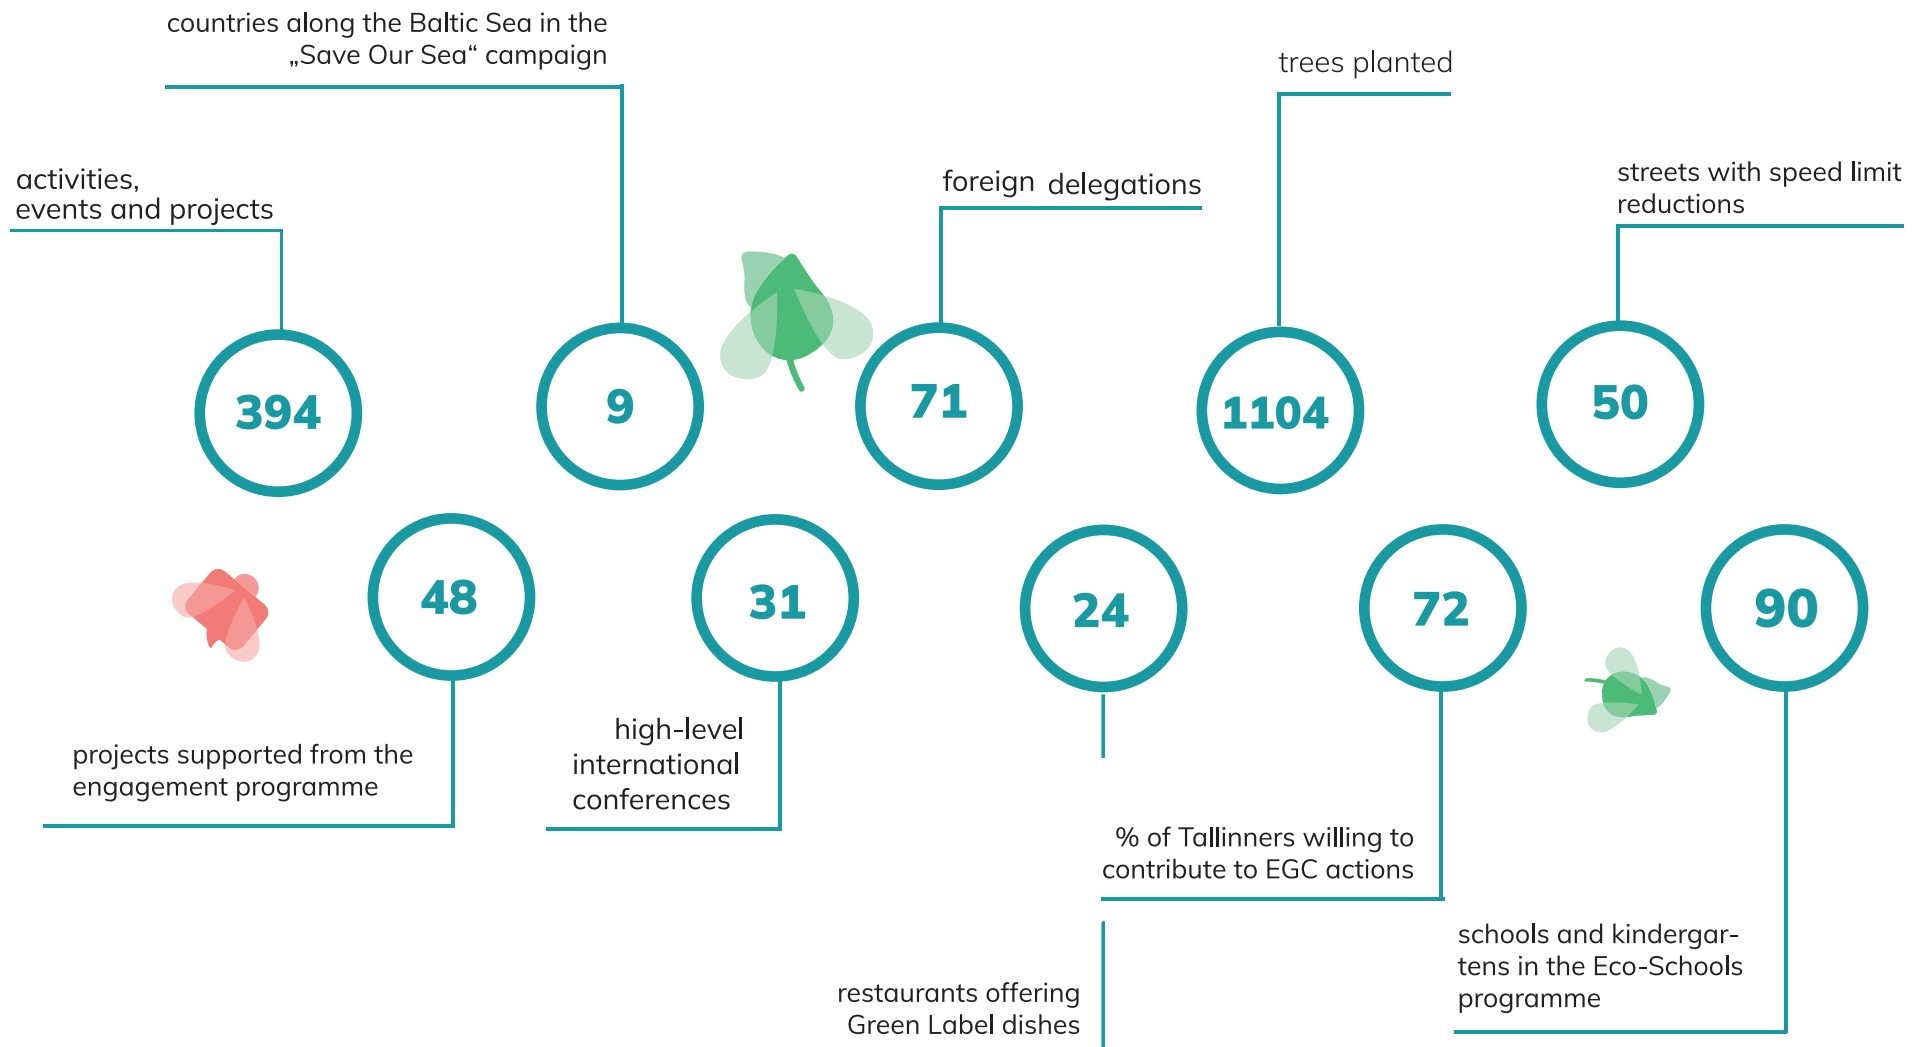 countries along the Baltic Sea in the
„Save Our Sea“ campaign
trees planted
activities,
events and projects
foreign delegations
streets with speed limit
reductions
394
9
71
1104
50
48
31
24
72
90
projects supported from the
engagement programme
high-level
international
conferences
% of Tallinners willing to
contribute to EGC actions
schools and kindergar-
tens in the Eco-Schools
programme
restaurants offering
Green Label dishes